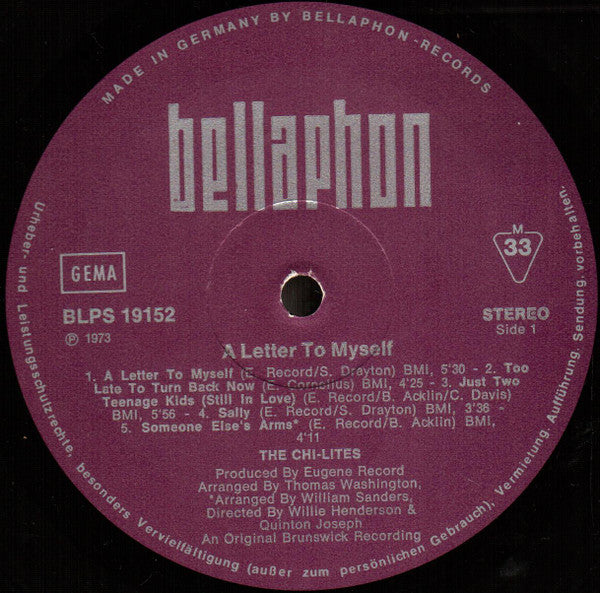 MADE IN GERMANY BY BELLAPHON-RECORDS
bellaphon
GEMA
BLPS 19152
℗ 1973
M
33
STEREO
Side 1
A Letter To Myself
1. A Letter To Myself (E. Record/S. Drayton) BMI, 5'30 - 2. Too
Late To Turn Back Now (E. Cornelius) BMI, 4'25 - 3. Just Two
Teenage Kids (Still In Love) (E. Record/B. Acklin/C. Davis)
BMI, 5'56 - 4. Sally (E. Record/S. Drayton) BMI, 3'36 -
5. Someone Else's Arms* (E. Record/B. Acklin) BMI,
4'11
THE CHI-LITES
Produced By Eugene Record
Arranged By Thomas Washington,
*Arranged By William Sanders,
Directed By Willie Henderson &
Quinton Joseph
An Original Brunswick Recording
Urheber- und Leistungsschutzrechte, besonders Vervielfältigung (außer zum persönlichen Gebrauch), Vermietung, Aufführung, Sendung, vorbehalten.